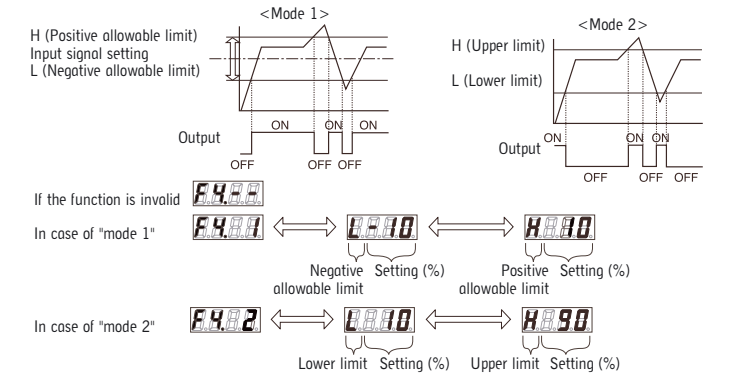 <Mode 1>
H (Positive allowable limit)
Input signal setting
L (Negative allowable limit)
Output
ON ON ON
OFF OFF OFF
<Mode 2>
H (Upper limit)
L (Lower limit)
Output
ON ON ON
OFF OFF OFF
If the function is invalid F4.--
In case of "mode 1" F4. 1 L-10 H 10
Negative allowable limit Setting (%) Positive allowable limit Setting (%)
In case of "mode 2" F4. 2 L 10 H 90
Lower limit Setting (%) Upper limit Setting (%)